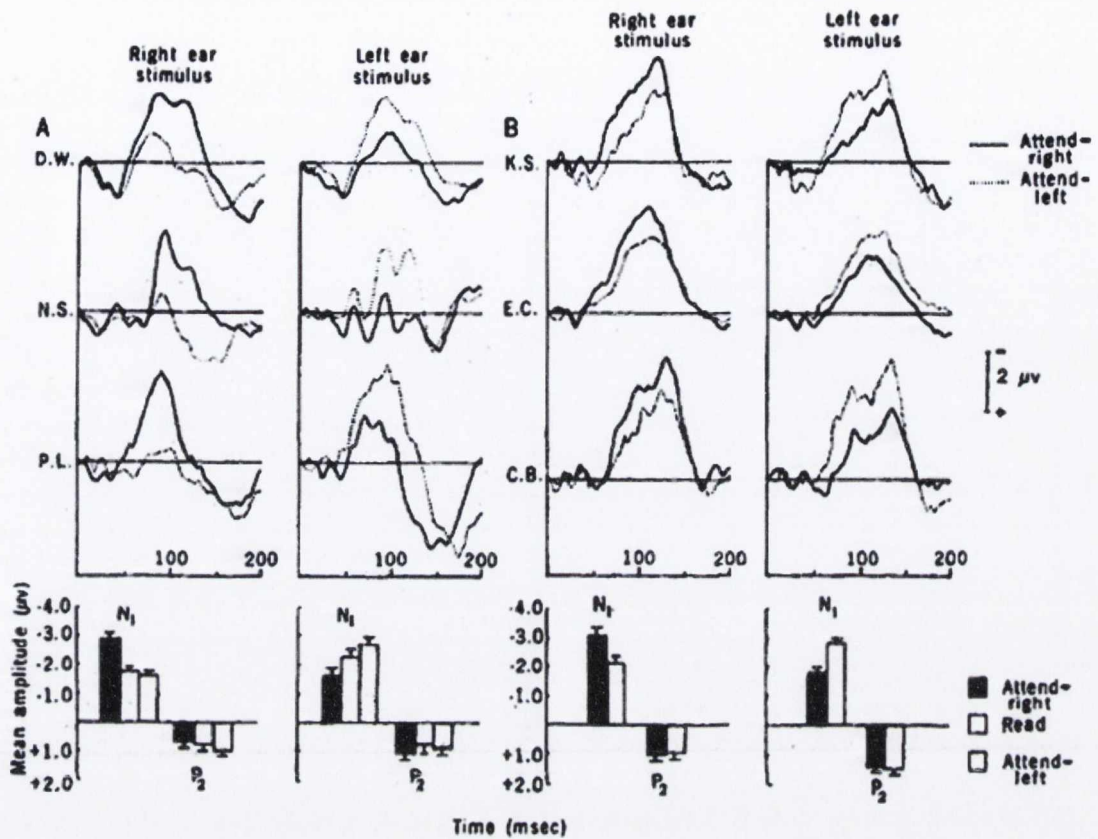 Right ear
stimulus
Left ear
stimulus
Right ear
stimulus
Left ear
stimulus
A
B
D.W.
K.S.
Attend-
right
Attend-
left
N.S.
E.C.
−
2 μv
+
P.L.
C.B.
100 200
100 200
100 200
100 200
Mean amplitude (μv)
-4.0
-3.0
-2.0
-1.0
+1.0
+2.0
N1
P2
N1
P2
-4.0
-3.0
-2.0
-1.0
+1.0
+2.0
N1
P2
N1
P2
Attend-
right
Read
Attend-
left
Time (msec)